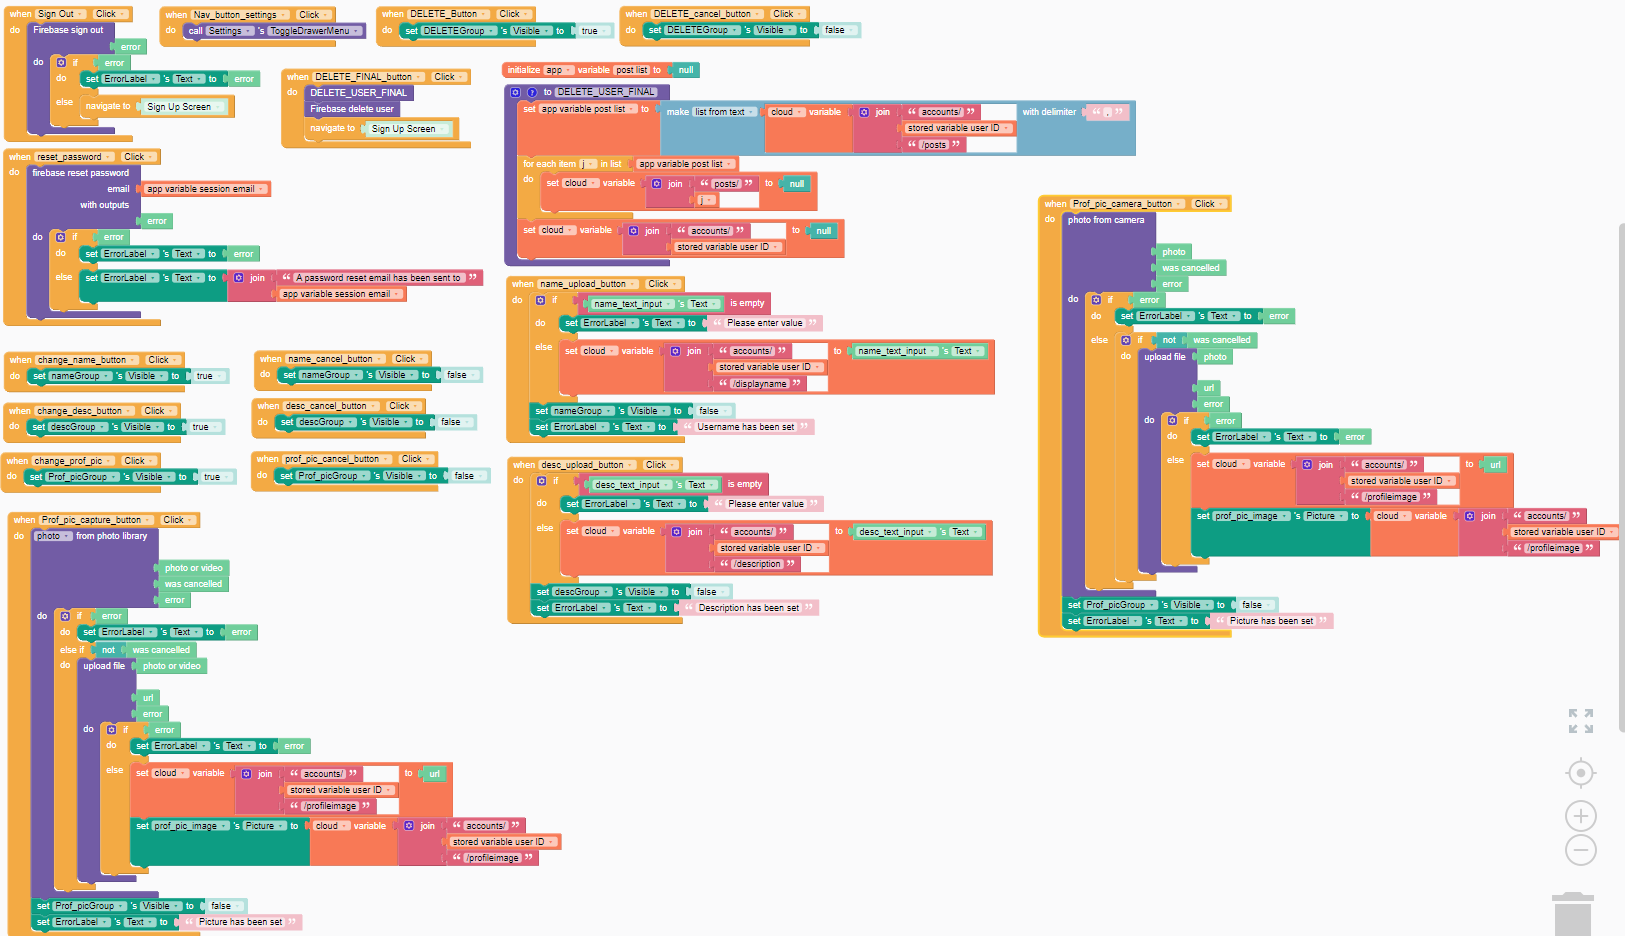 when Sign Out Click
do Firebase sign out
error
do if error
do set ErrorLabel 's Text to error
else navigate to Sign Up Screen
when Nav_button_settings Click
do call Settings 's ToggleDrawerMenu
when DELETE_Button Click
do set DELETEGroup 's Visible to true
when DELETE_cancel_button Click
do set DELETEGroup 's Visible to false
when DELETE_FINAL_button Click
do DELETE_USER_FINAL
Firebase delete user
navigate to Sign Up Screen
initialize app variable post list to null
? to DELETE_USER_FINAL
set app variable post list to make list from text cloud variable join “ accounts/ ” with delimiter “ , ”
stored variable user ID
“ /posts ”
for each item j in list app variable post list
do set cloud variable join “ posts/ ” to null
j
set cloud variable join “ accounts/ ” to null
stored variable user ID
when reset_password Click
do firebase reset password
email app variable session email
with outputs
error
do if error
do set ErrorLabel 's Text to error
else set ErrorLabel 's Text to join “ A password reset email has been sent to ”
app variable session email
when change_name_button Click
do set nameGroup 's Visible to true
when name_cancel_button Click
do set nameGroup 's Visible to false
when change_desc_button Click
do set descGroup 's Visible to true
when desc_cancel_button Click
do set descGroup 's Visible to false
when change_prof_pic Click
do set Prof_picGroup 's Visible to true
when prof_pic_cancel_button Click
do set Prof_picGroup 's Visible to false
when name_upload_button Click
do if name_text_input 's Text is empty
do set ErrorLabel 's Text to “ Please enter value ”
else set cloud variable join “ accounts/ ” to name_text_input 's Text
stored variable user ID
“ /displayname ”
set nameGroup 's Visible to false
set ErrorLabel 's Text to “ Username has been set ”
when desc_upload_button Click
do if desc_text_input 's Text is empty
do set ErrorLabel 's Text to “ Please enter value ”
else set cloud variable join “ accounts/ ” to desc_text_input 's Text
stored variable user ID
“ /description ”
set descGroup 's Visible to false
set ErrorLabel 's Text to “ Description has been set ”
when Prof_pic_capture_button Click
do photo from photo library
photo or video
was cancelled
error
do if error
do set ErrorLabel 's Text to error
else if not was cancelled
do upload file photo or video
url
error
do if error
do set ErrorLabel 's Text to error
else set cloud variable join “ accounts/ ” to url
stored variable user ID
“ /profileimage ”
set prof_pic_image 's Picture to cloud variable join “ accounts/ ”
stored variable user ID
“ /profileimage ”
set Prof_picGroup 's Visible to false
set ErrorLabel 's Text to “ Picture has been set ”
when Prof_pic_camera_button Click
do photo from camera
photo
was cancelled
error
do if error
do set ErrorLabel 's Text to error
else if not was cancelled
do upload file photo
url
error
do if error
do set ErrorLabel 's Text to error
else set cloud variable join “ accounts/ ” to url
stored variable user ID
“ /profileimage ”
set prof_pic_image 's Picture to cloud variable join “ accounts/ ”
stored variable user ID
“ /profileimage ”
set Prof_picGroup 's Visible to false
set ErrorLabel 's Text to “ Picture has been set ”